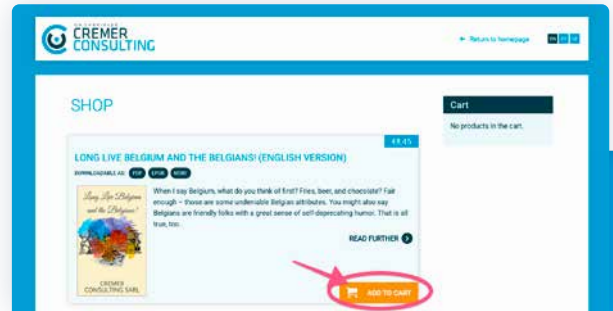 CREMER
CONSULTING
Return to homepage
EN
SHOP
Cart
No products in the cart.
LONG LIVE BELGIUM AND THE BELGIANS! (ENGLISH VERSION)
DOWNLOADABLE AS: PDF EPUB MOBI
When I say Belgium, what do you think of first? Fries, beer, and chocolate? Fair
enough – those are some undeniable Belgian attributes. You might also say
Belgians are friendly folks with a great sense of self-deprecating humor. That is all
true, too.
Long Live Belgium
and the Belgians!
READ FURTHER
CREMER
CONSULTING SARL
ADD TO CART